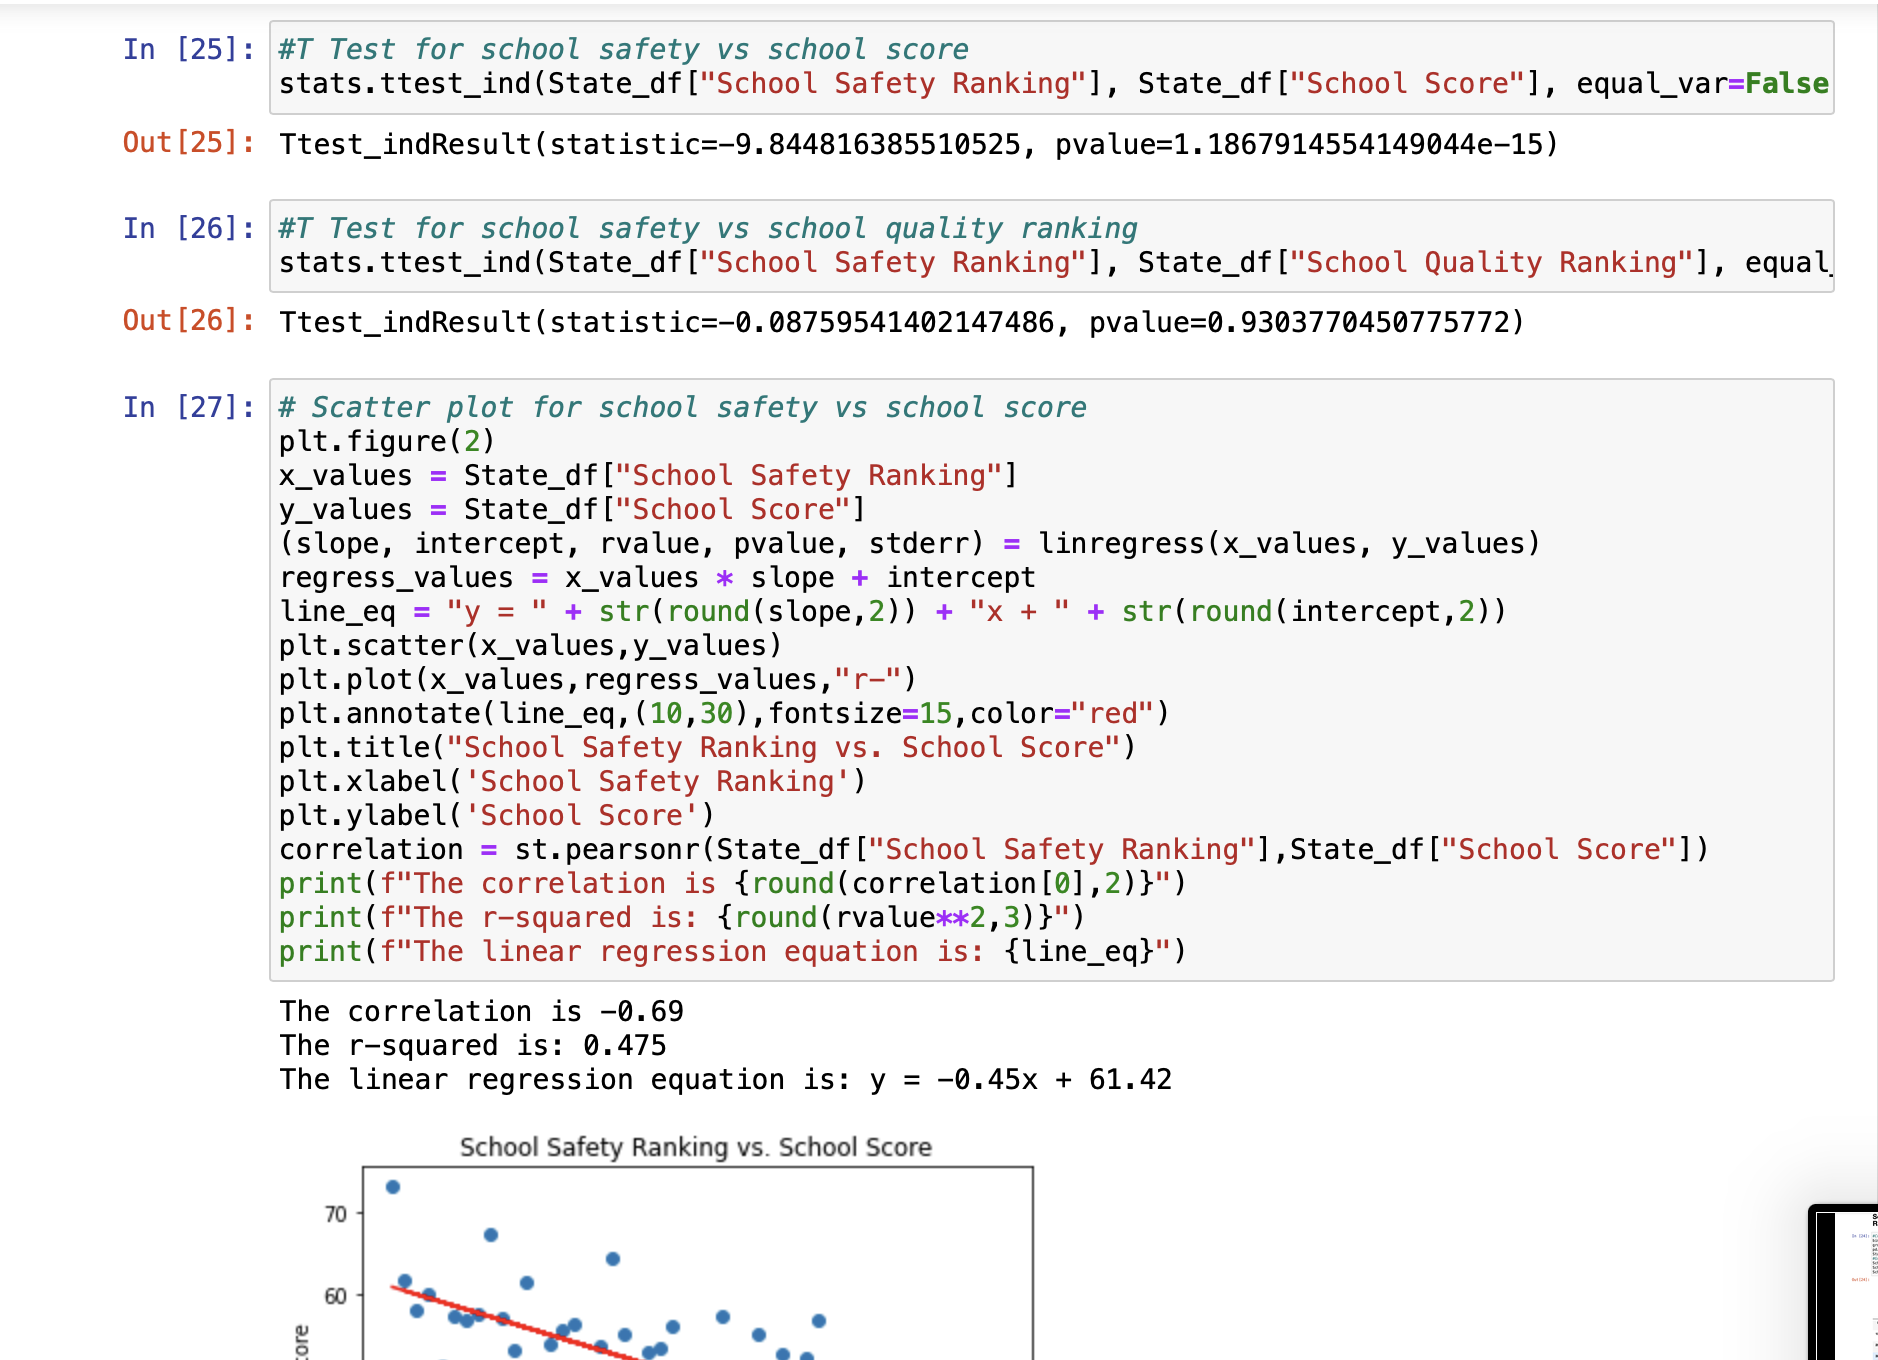 In [25]: #T Test for school safety vs school score
stats.ttest_ind(State_df["School Safety Ranking"], State_df["School Score"], equal_var=False
Out[25]: Ttest_indResult(statistic=-9.844816385510525, pvalue=1.1867914554149044e-15)
In [26]: #T Test for school safety vs school quality ranking
stats.ttest_ind(State_df["School Safety Ranking"], State_df["School Quality Ranking"], equal_
Out[26]: Ttest_indResult(statistic=-0.08759541402147486, pvalue=0.9303770450775772)
In [27]: # Scatter plot for school safety vs school score
plt.figure(2)
x_values = State_df["School Safety Ranking"]
y_values = State_df["School Score"]
(slope, intercept, rvalue, pvalue, stderr) = linregress(x_values, y_values)
regress_values = x_values * slope + intercept
line_eq = "y = " + str(round(slope,2)) + "x + " + str(round(intercept,2))
plt.scatter(x_values,y_values)
plt.plot(x_values,regress_values,"r-")
plt.annotate(line_eq,(10,30),fontsize=15,color="red")
plt.title("School Safety Ranking vs. School Score")
plt.xlabel('School Safety Ranking')
plt.ylabel('School Score')
correlation = st.pearsonr(State_df["School Safety Ranking"],State_df["School Score"])
print(f"The correlation is {round(correlation[0],2)}")
print(f"The r-squared is: {round(rvalue**2,3)}")
print(f"The linear regression equation is: {line_eq}")
The correlation is -0.69
The r-squared is: 0.475
The linear regression equation is: y = -0.45x + 61.42
School Safety Ranking vs. School Score
70
60
core